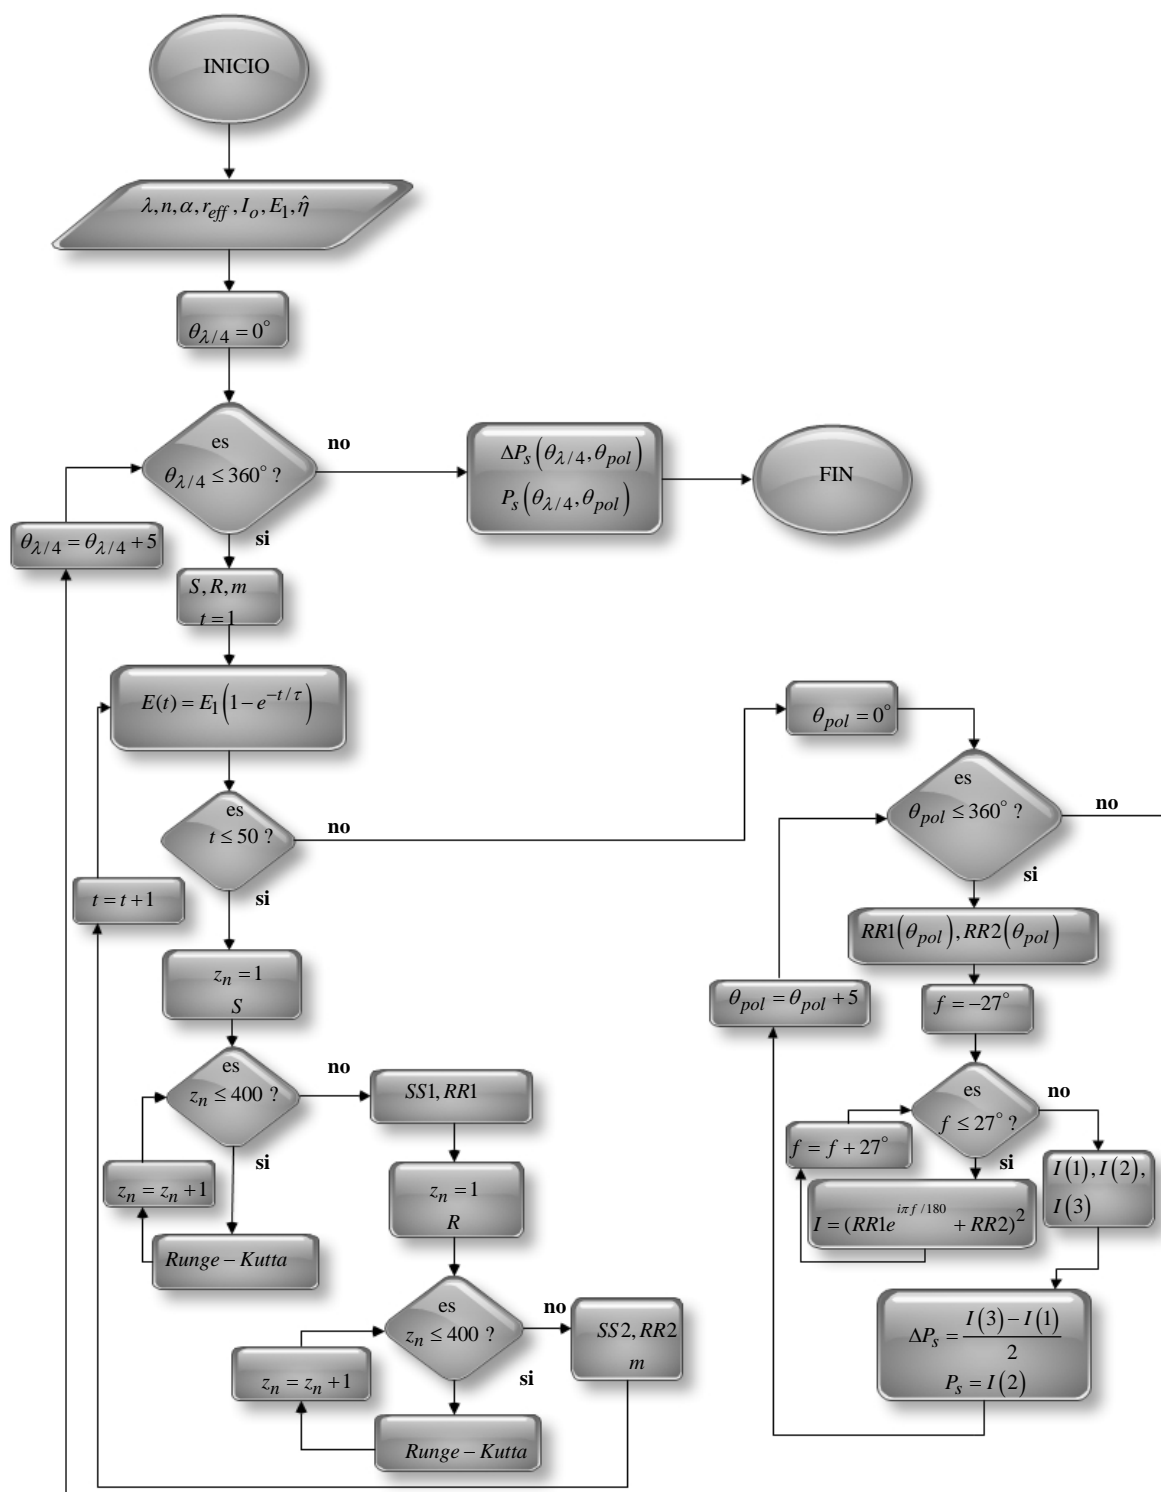 INICIO
λ, n, α, r_eff, I_o, E_1, η̂
θ_λ/4 = 0°
es
θ_λ/4 ≤ 360° ?
no
si
ΔP_s(θ_λ/4, θ_pol)
P_s(θ_λ/4, θ_pol)
FIN
θ_λ/4 = θ_λ/4 + 5
S, R, m
t = 1
E(t) = E_1(1 − e^(−t/τ))
es
t ≤ 50 ?
no
si
t = t + 1
z_n = 1
S
es
z_n ≤ 400 ?
no
si
z_n = z_n + 1
Runge − Kutta
SS1, RR1
z_n = 1
R
es
z_n ≤ 400 ?
no
si
z_n = z_n + 1
Runge − Kutta
SS2, RR2
m
θ_pol = 0°
es
θ_pol ≤ 360° ?
no
si
RR1(θ_pol), RR2(θ_pol)
θ_pol = θ_pol + 5
f = −27°
es
f ≤ 27° ?
no
si
f = f + 27°
I = (RR1e^(iπf/180) + RR2)^2
I(1), I(2),
I(3)
ΔP_s = (I(3) − I(1))/2
P_s = I(2)